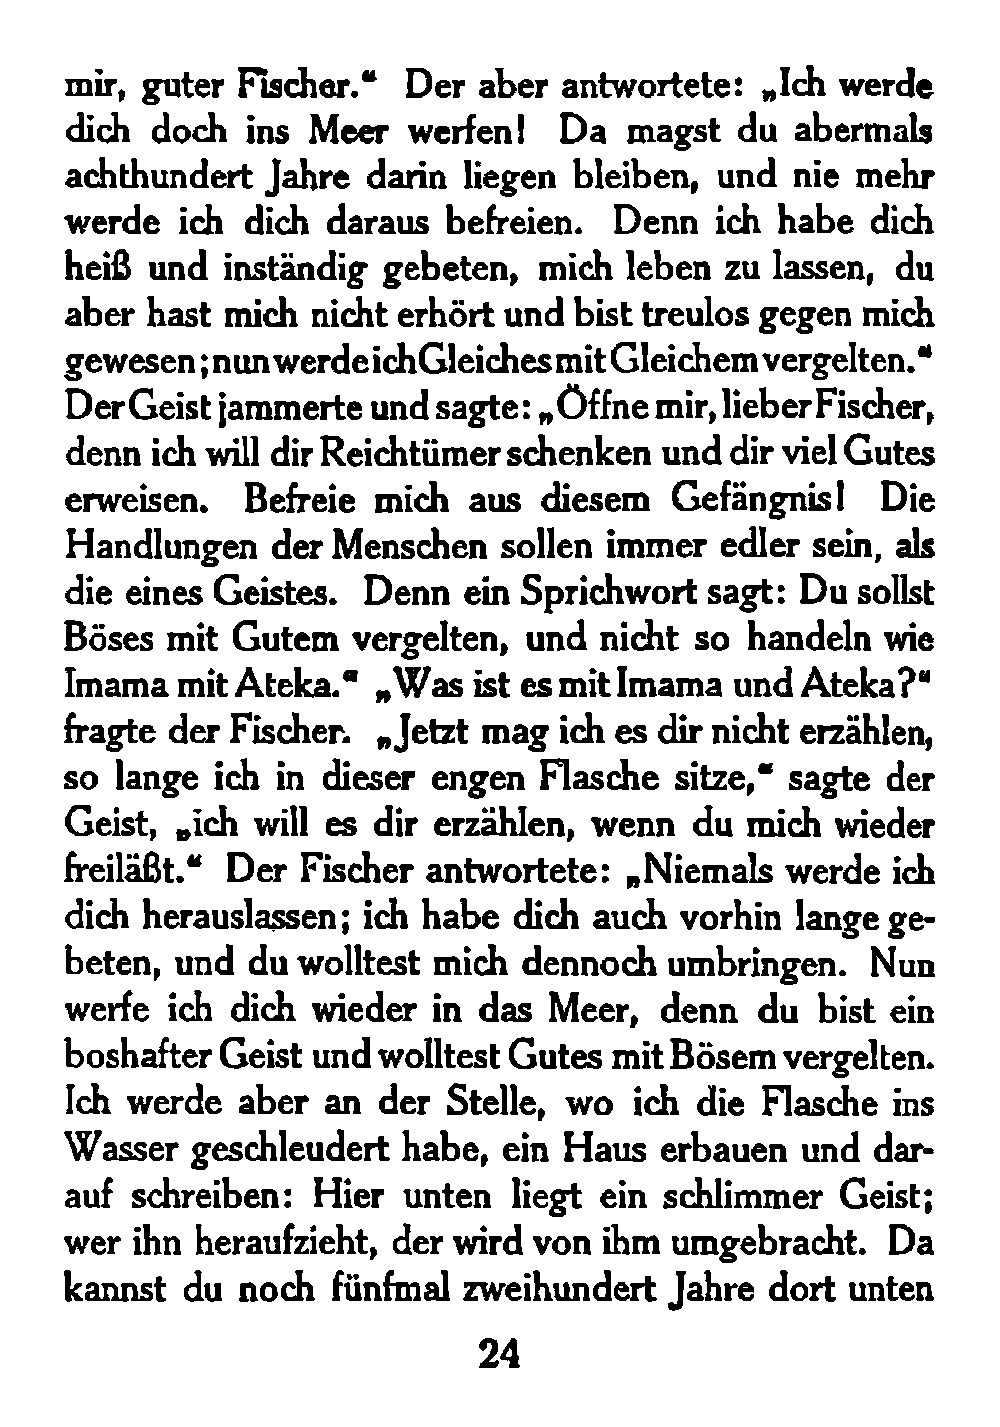 mir, guter Fischer.“ Der aber antwortete: „Ich werde
dich doch ins Meer werfen! Da magst du abermals
achthundert Jahre darin liegen bleiben, und nie mehr
werde ich dich daraus befreien. Denn ich habe dich
heiß und inständig gebeten, mich leben zu lassen, du
aber hast mich nicht erhört und bist treulos gegen mich
gewesen; nun werde ich Gleiches mit Gleichem vergelten.“
Der Geist jammerte und sagte: „Öffne mir, lieber Fischer,
denn ich will dir Reichtümer schenken und dir viel Gutes
erweisen. Befreie mich aus diesem Gefängnis! Die
Handlungen der Menschen sollen immer edler sein, als
die eines Geistes. Denn ein Sprichwort sagt: Du sollst
Böses mit Gutem vergelten, und nicht so handeln wie
Imama mit Ateka.“ „Was ist es mit Imama und Ateka?“
fragte der Fischer. „Jetzt mag ich es dir nicht erzählen,
so lange ich in dieser engen Flasche sitze,“ sagte der
Geist, „ich will es dir erzählen, wenn du mich wieder
freiläßt.“ Der Fischer antwortete: „Niemals werde ich
dich herauslassen; ich habe dich auch vorhin lange ge-
beten, und du wolltest mich dennoch umbringen. Nun
werfe ich dich wieder in das Meer, denn du bist ein
boshafter Geist und wolltest Gutes mit Bösem vergelten.
Ich werde aber an der Stelle, wo ich die Flasche ins
Wasser geschleudert habe, ein Haus erbauen und dar-
auf schreiben: Hier unten liegt ein schlimmer Geist;
wer ihn heraufzieht, der wird von ihm umgebracht. Da
kannst du noch fünfmal zweihundert Jahre dort unten
24